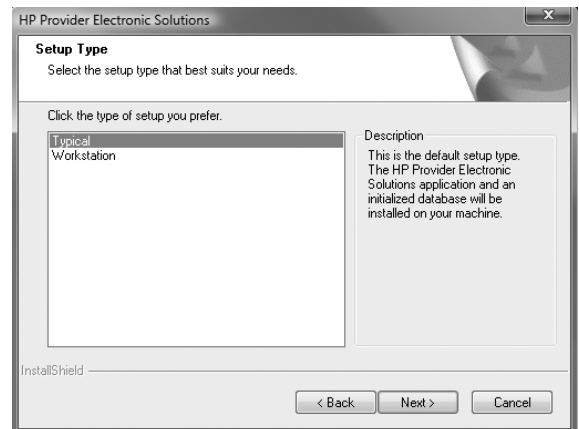 HP Provider Electronic Solutions
Setup Type
Select the setup type that best suits your needs.
Click the type of setup you prefer.
Typical
Workstation
Description
This is the default setup type.
The HP Provider Electronic
Solutions application and an
initialized database will be
installed on your machine.
InstallShield
< Back
Next >
Cancel